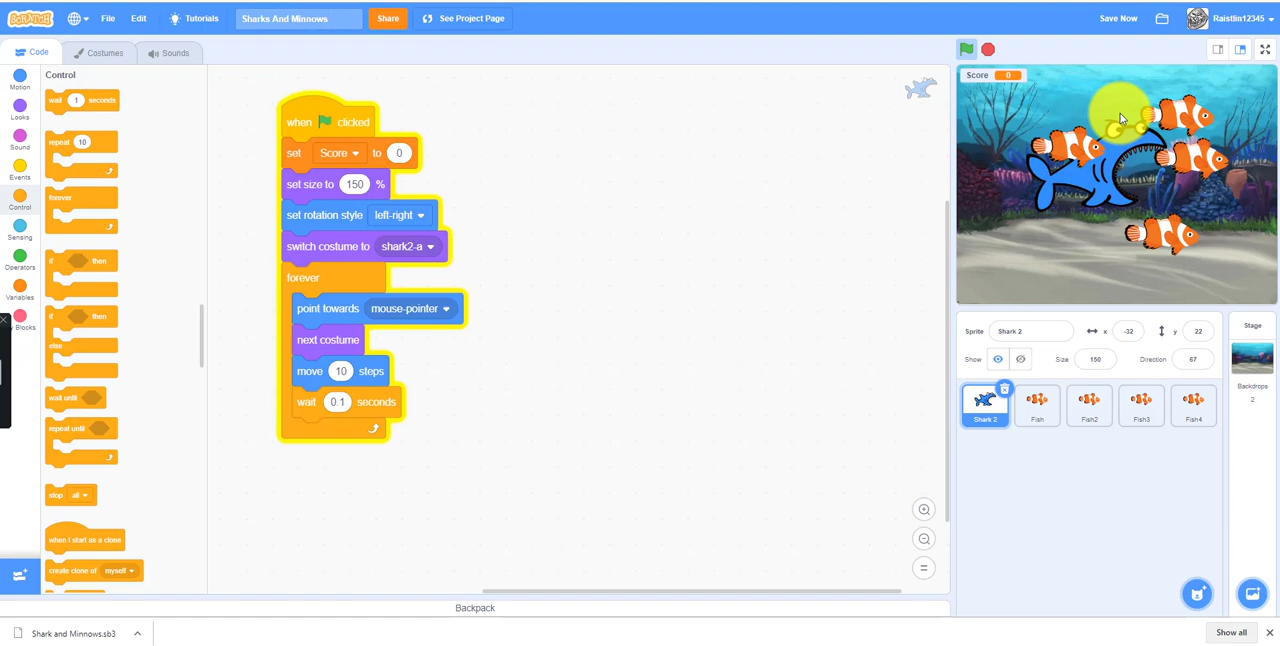 SCRATCH File Edit Tutorials Sharks And Minnows Share See Project Page Save Now Raistlin12345
Code Costumes Sounds
Motion
Looks
Sound
Events
Control
Sensing
Operators
Variables
Blocks
Control
wait 1 seconds
repeat 10
forever
if then
if then
else
wait until
repeat until
stop all
when I start as a clone
create clone of myself
when clicked
set Score to 0
set size to 150 %
set rotation style left-right
switch costume to shark2-a
forever
point towards mouse-pointer
next costume
move 10 steps
wait 0.1 seconds
Score 0
Sprite Shark 2 x -32 y 22
Show Size 150 Direction 67
Shark 2 Fish Fish2 Fish3 Fish4
Stage
Backdrops
2
Backpack
Shark and Minnows.sb3 Show all